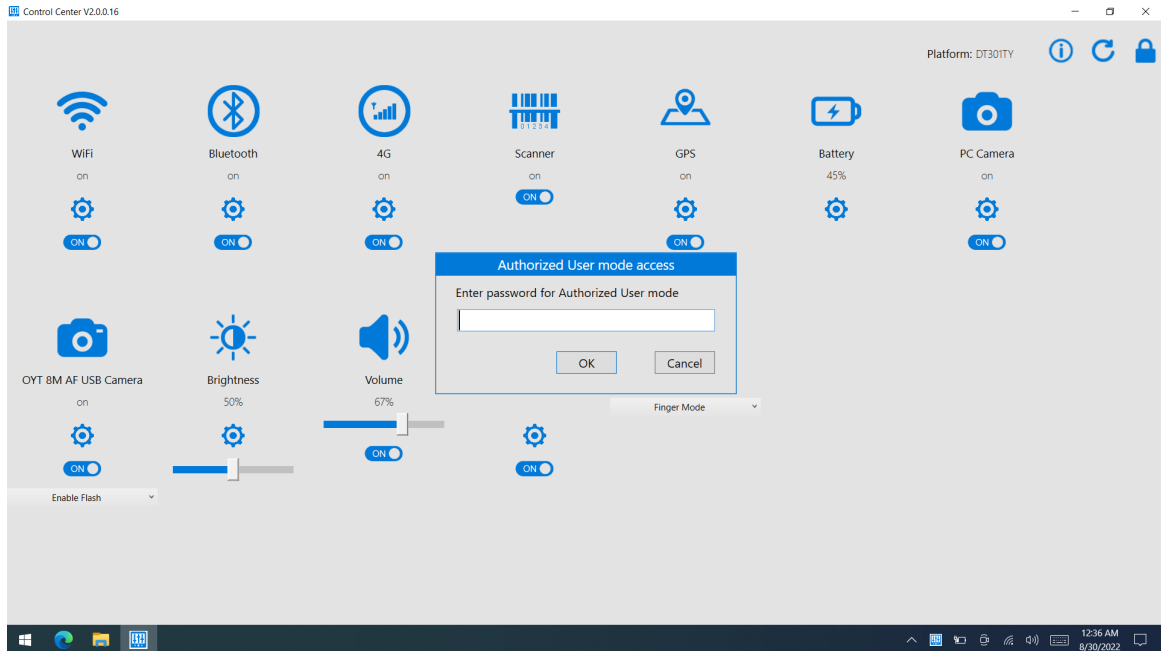 Control Center V2.0.0.16
Platform: DT301TY
01234
WiFi Bluetooth 4G Scanner GPS Battery PC Camera
on on on on on 45% on
ON
ON ON ON ON ON
Authorized User mode access
Enter password for Authorized User mode
OK Cancel
OYT 8M AF USB Camera Brightness Volume
on 50% 67%
Finger Mode
ON
ON ON
Enable Flash
12:36 AM
8/30/2022